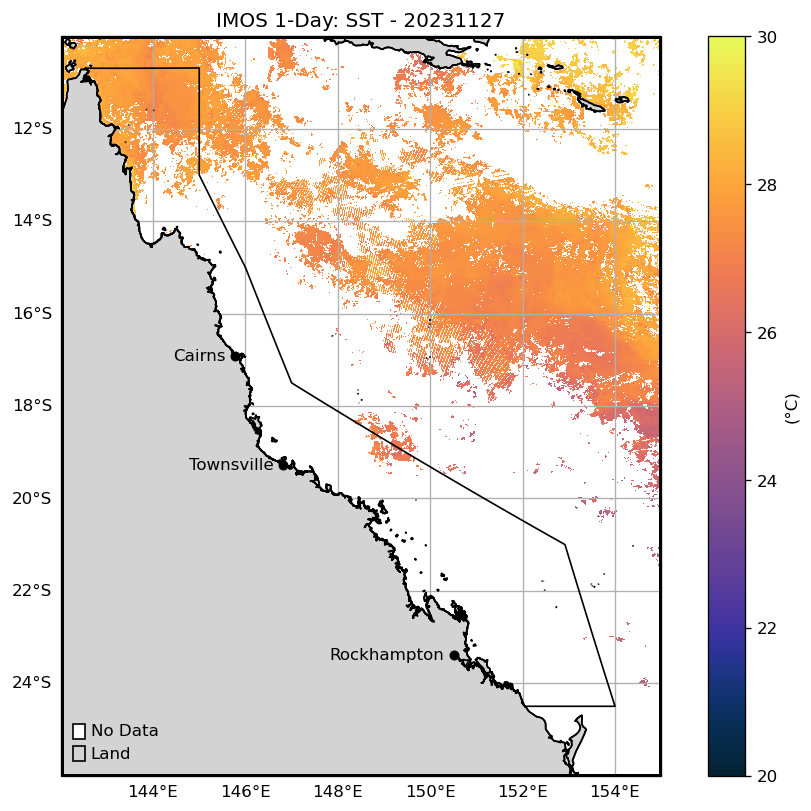 IMOS 1-Day: SST - 20231127
30
12°S
28
14°S
16°S
26
Cairns
(°C)
18°S
Townsville
24
20°S
22°S
22
Rockhampton
24°S
No Data
Land
20
144°E 146°E 148°E 150°E 152°E 154°E